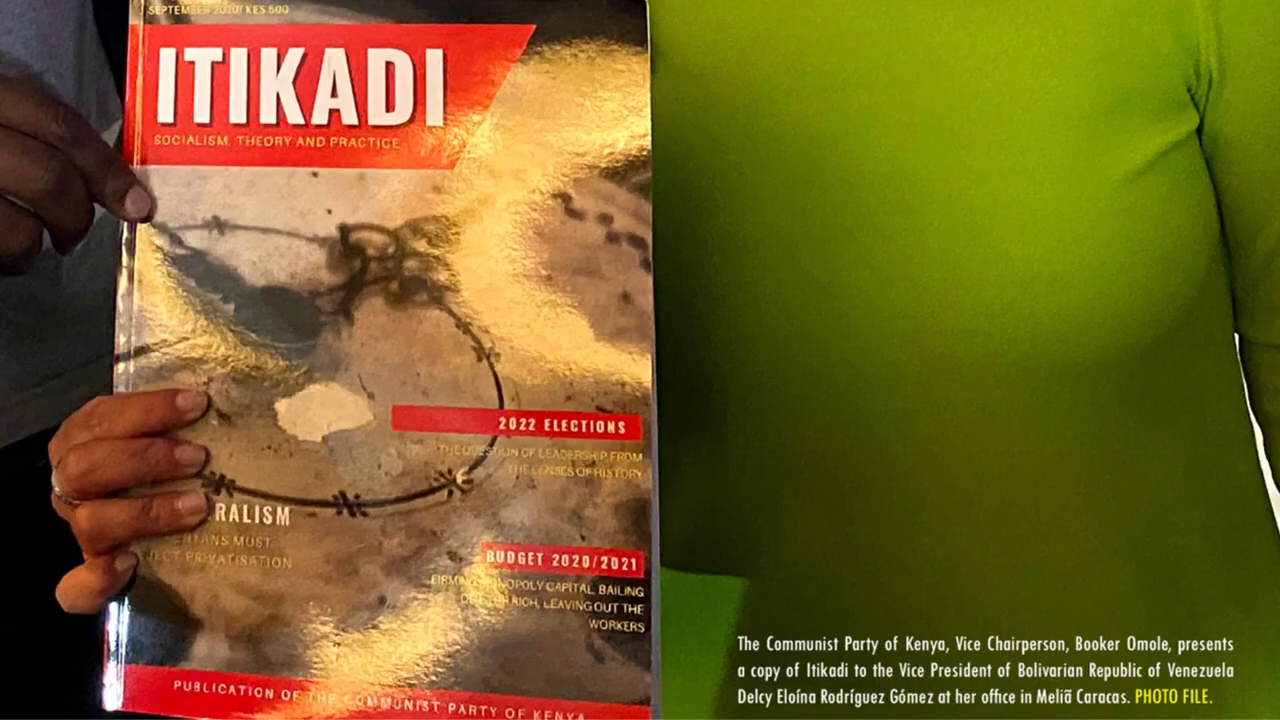 SEPTEMBER 2020/ KES 500
ITIKADI
SOCIALISM, THEORY AND PRACTICE
2022 ELECTIONS
THE QUESTION OF LEADERSHIP FROM
THE LENSES OF HISTORY
RALISM
MUST
PRIVATISATION
BUDGET 2020/2021
MONOPOLY CAPITAL, BAILING
RICH, LEAVING OUT THE
WORKERS
PUBLICATION OF THE COMMUNIST PARTY OF KENYA
The Communist Party of Kenya, Vice Chairperson, Booker Omole, presents
a copy of Itikadi to the Vice President of Bolivarian Republic of Venezuela
Delcy Eloína Rodríguez Gómez at her office in Meliã Caracas. PHOTO FILE.